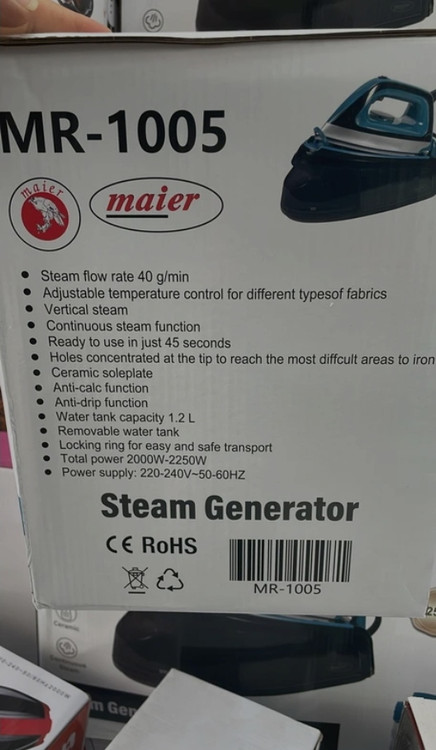 MR-1005
maier
maier
Steam flow rate 40 g/min
Adjustable temperature control for different typesof fabrics
Vertical steam
Continuous steam function
Ready to use in just 45 seconds
Holes concentrated at the tip to reach the most diffcult areas to iron
Ceramic soleplate
Anti-calc function
Anti-drip function
Water tank capacity 1.2 L
Removable water tank
Locking ring for easy and safe transport
Total power 2000W-2250W
Power supply: 220-240V~50-60HZ
Steam Generator
CE RoHS
MR-1005
Ceramic